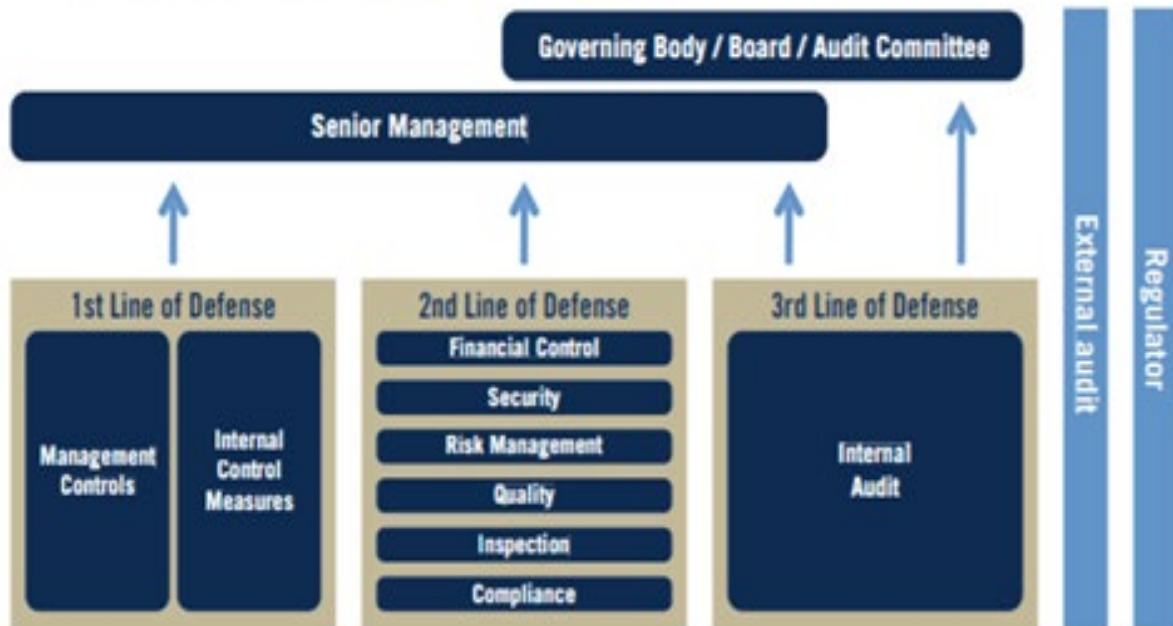 Governing Body / Board / Audit Committee
Senior Management
1st Line of Defense
Management
Controls
Internal
Control
Measures
2nd Line of Defense
Financial Control
Security
Risk Management
Quality
Inspection
Compliance
3rd Line of Defense
Internal
Audit
External audit
Regulator